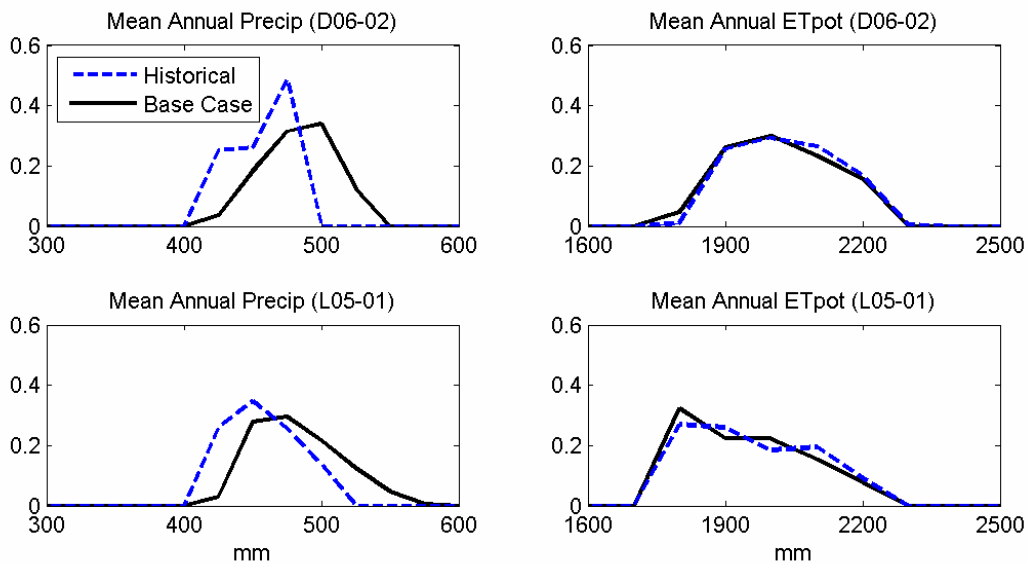 Mean Annual Precip (D06-02)
0.6
0.4
0.2
0
300 400 500 600
Historical
Base Case
Mean Annual ETpot (D06-02)
0.6
0.4
0.2
0
1600 1900 2200 2500
Mean Annual Precip (L05-01)
0.6
0.4
0.2
0
300 400 500 600
mm
Mean Annual ETpot (L05-01)
0.6
0.4
0.2
0
1600 1900 2200 2500
mm